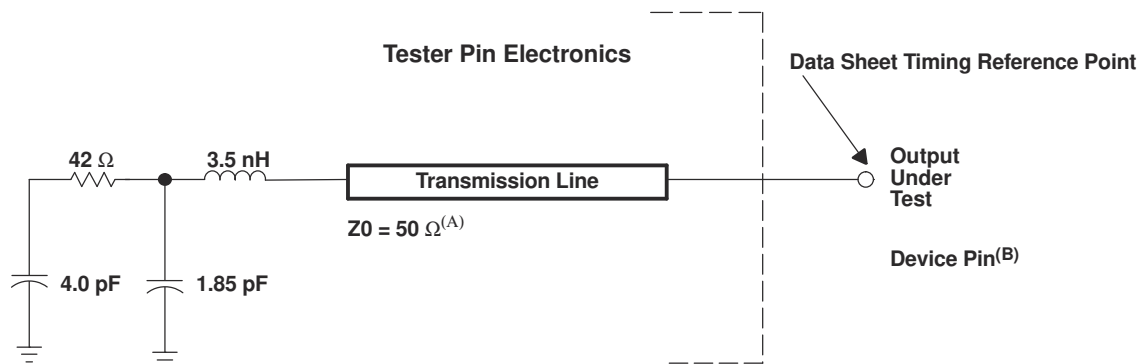 Tester Pin Electronics
Data Sheet Timing Reference Point
42 Ω
3.5 nH
Transmission Line
Output
Under
Test
Z0 = 50 Ω(A)
Device Pin(B)
4.0 pF
1.85 pF